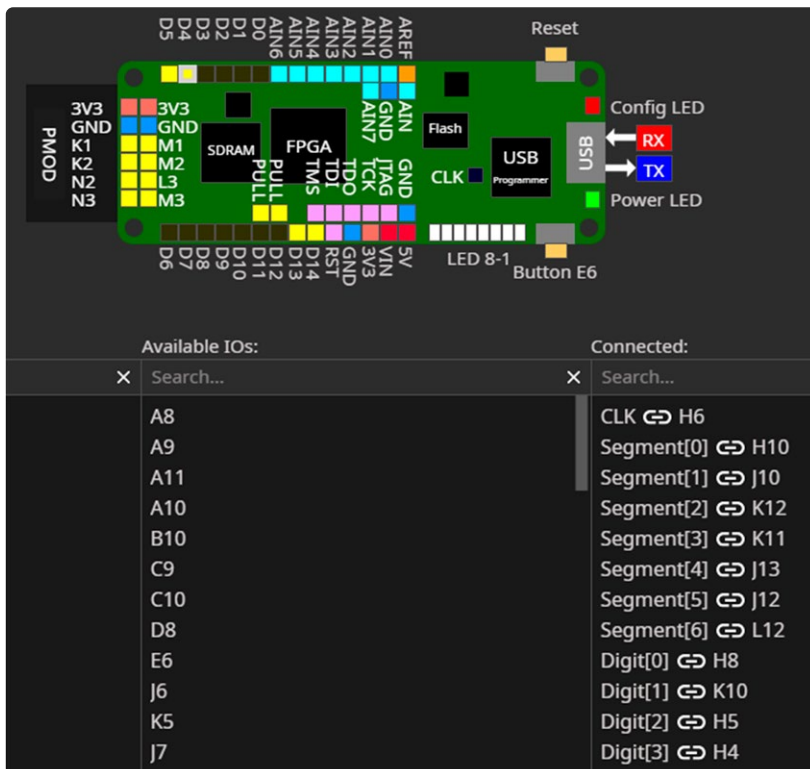 D5 D4 D3 D2 D1 D0 AIN6 AIN5 AIN4 AIN3 AIN2 AIN1 AIN0 AREF
Reset
AIN7 GND AIN
3V3 3V3
GND GND
K1 M1
K2 M2
N2 L3
N3 M3
PMOD
SDRAM
FPGA
Flash
CLK
USB
Programmer
USB
Config LED
RX
TX
Power LED
PULL PULL TMS TDI TDO TCK JTAG GND
D6 D7 D8 D9 D10 D11 D12 D13 D14 RST GND 3V3 VIN 5V
LED 8-1
Button E6
Available IOs:
Connected:
Search...
Search...
A8
A9
A11
A10
B10
C9
C10
D8
E6
J6
K5
J7
CLK H6
Segment[0] H10
Segment[1] J10
Segment[2] K12
Segment[3] K11
Segment[4] J13
Segment[5] J12
Segment[6] L12
Digit[0] H8
Digit[1] K10
Digit[2] H5
Digit[3] H4